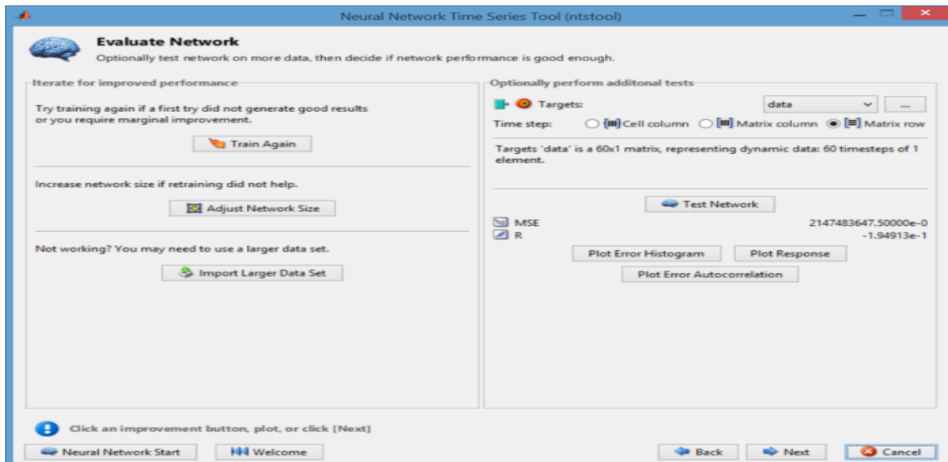 Neural Network Time Series Tool (ntstool)
Evaluate Network
Optionally test network on more data, then decide if network performance is good enough.
Iterate for improved performance
Try training again if a first try did not generate good results
or you require marginal improvement.
Train Again
Increase network size if retraining did not help.
Adjust Network Size
Not working? You may need to use a larger data set.
Import Larger Data Set
Optionally perform additonal tests
Targets: data ...
Time step: Cell column Matrix column Matrix row
Targets 'data' is a 60x1 matrix, representing dynamic data: 60 timesteps of 1
element.
Test Network
MSE 2147483647.50000e-0
R -1.94913e-1
Plot Error Histogram Plot Response
Plot Error Autocorrelation
Click an improvement button, plot, or click [Next]
Neural Network Start Welcome Back Next Cancel